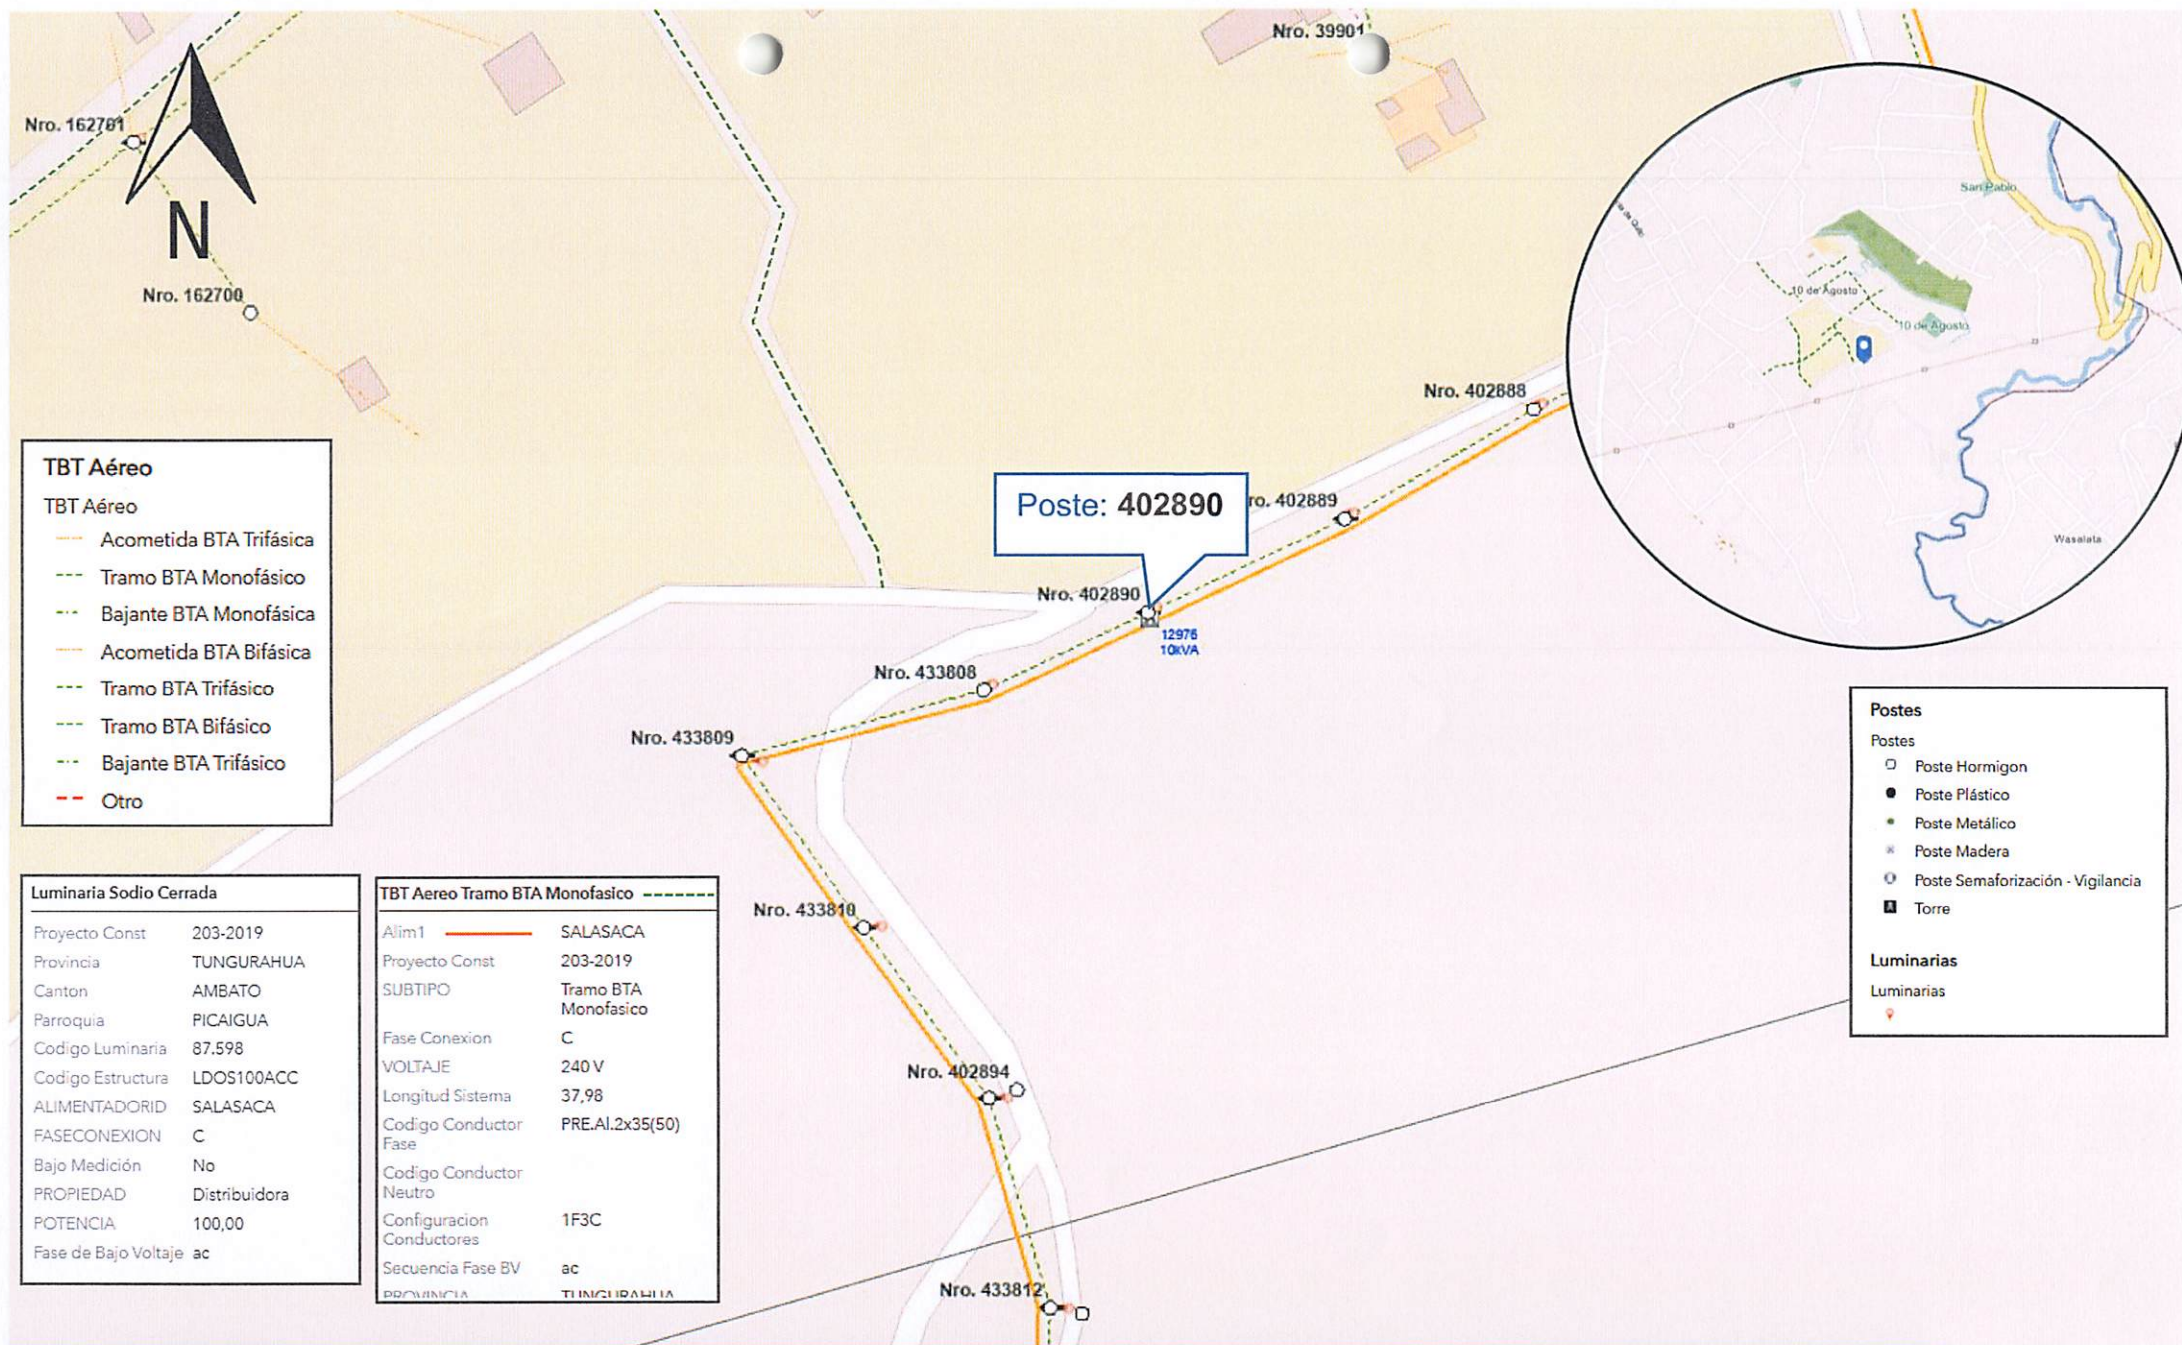 Nro. 39901
Nro. 162701
N
Nro. 162700
San Pablo
10 de Agosto
10 de Agosto
Wasalata
Nro. 402888
Poste: 402890
ro. 402889
Nro. 402890
12976
10kVA
Nro. 433808
Nro. 433809
Nro. 433810
Nro. 402894
Nro. 433812
TBT Aéreo
TBT Aéreo
Acometida BTA Trifásica
Tramo BTA Monofásico
Bajante BTA Monofásica
Acometida BTA Bifásica
Tramo BTA Trifásico
Tramo BTA Bifásico
Bajante BTA Trifásico
Otro
Luminaria Sodio Cerrada
Proyecto Const 203-2019
Provincia TUNGURAHUA
Canton AMBATO
Parroquia PICAIGUA
Codigo Luminaria 87.598
Codigo Estructura LDOS100ACC
ALIMENTADORID SALASACA
FASECONEXION C
Bajo Medición No
PROPIEDAD Distribuidora
POTENCIA 100,00
Fase de Bajo Voltaje ac
TBT Aereo Tramo BTA Monofasico
Alim1 SALASACA
Proyecto Const 203-2019
SUBTIPO Tramo BTA
Monofasico
Fase Conexion C
VOLTAJE 240 V
Longitud Sistema 37,98
Codigo Conductor PRE.Al.2x35(50)
Fase
Codigo Conductor
Neutro
Configuracion 1F3C
Conductores
Secuencia Fase BV ac
PROVINCIA TUNGURAHUA
Postes
Postes
Poste Hormigon
Poste Plástico
Poste Metálico
Poste Madera
Poste Semaforización - Vigilancia
Torre
Luminarias
Luminarias